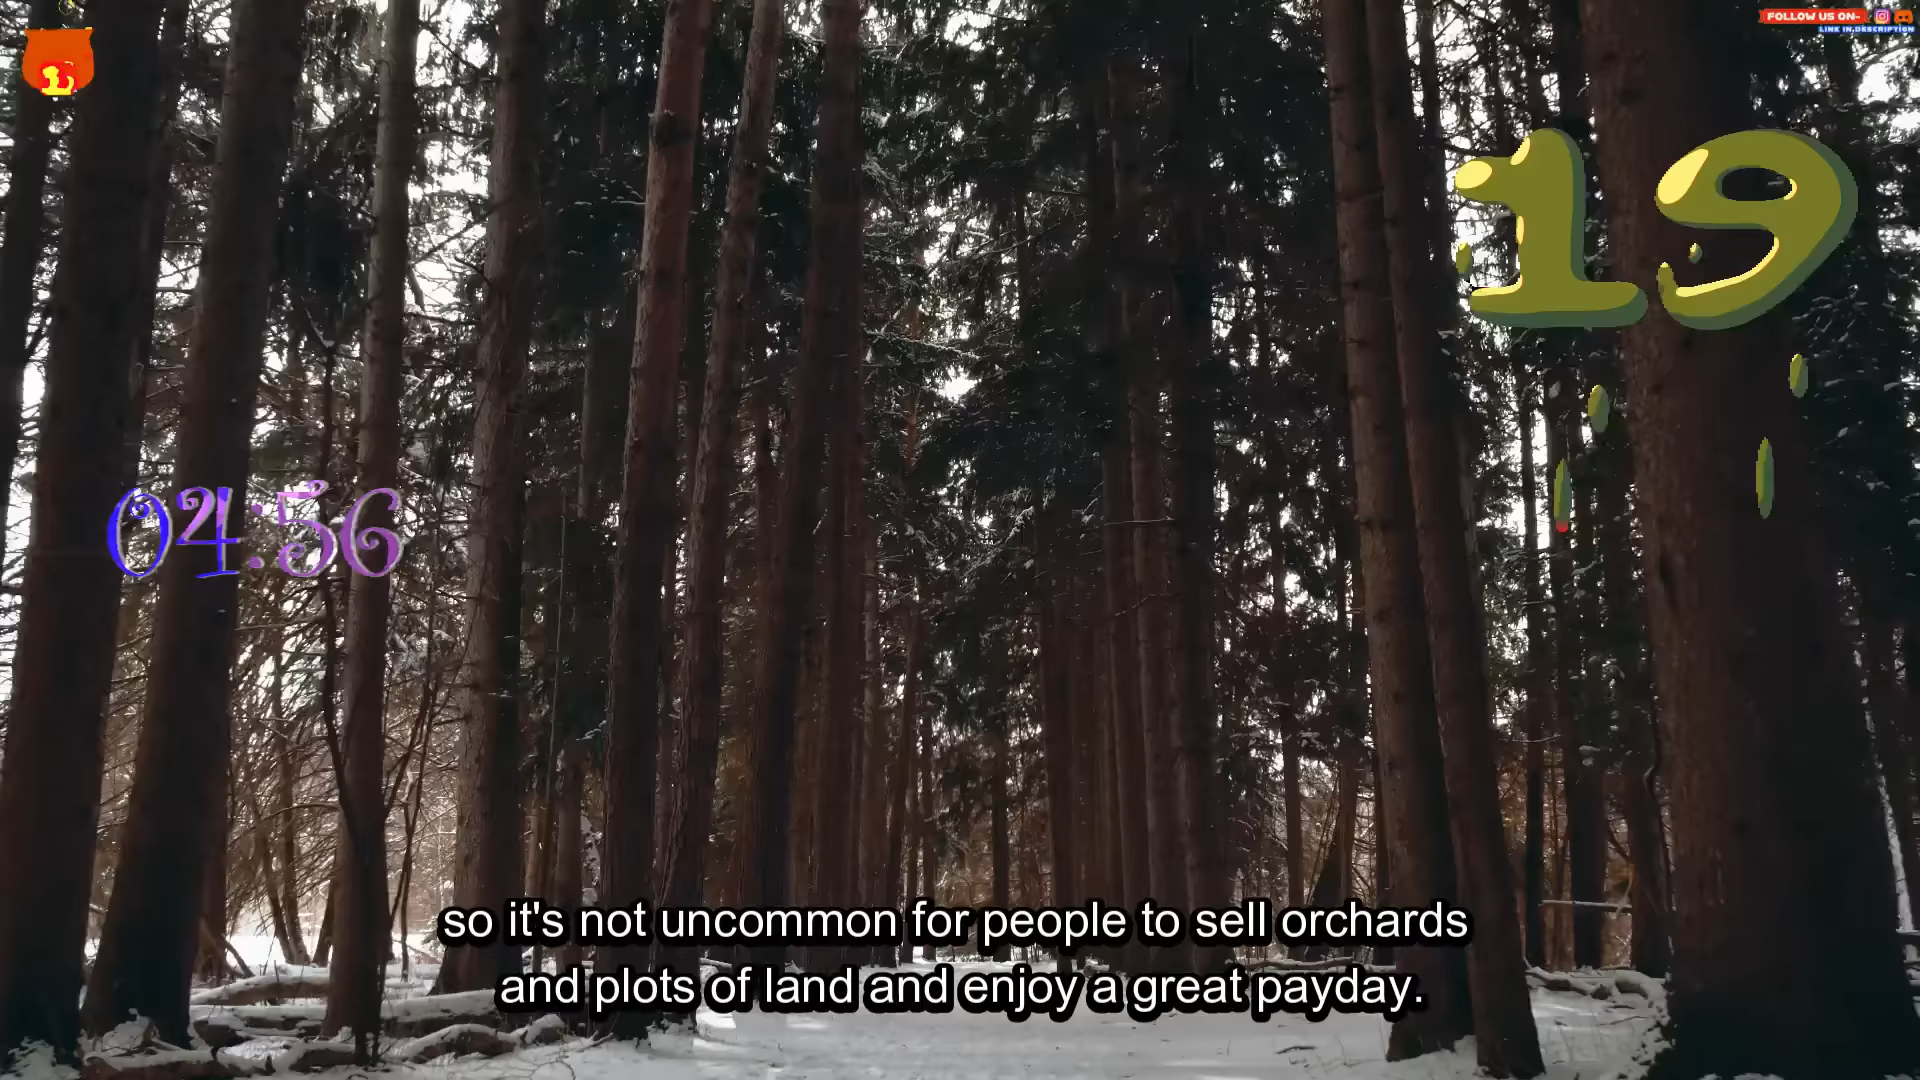 FOLLOW US ON-
LINK IN DESCRIPTION
19
04:56
so it's not uncommon for people to sell orchards
and plots of land and enjoy a great payday.